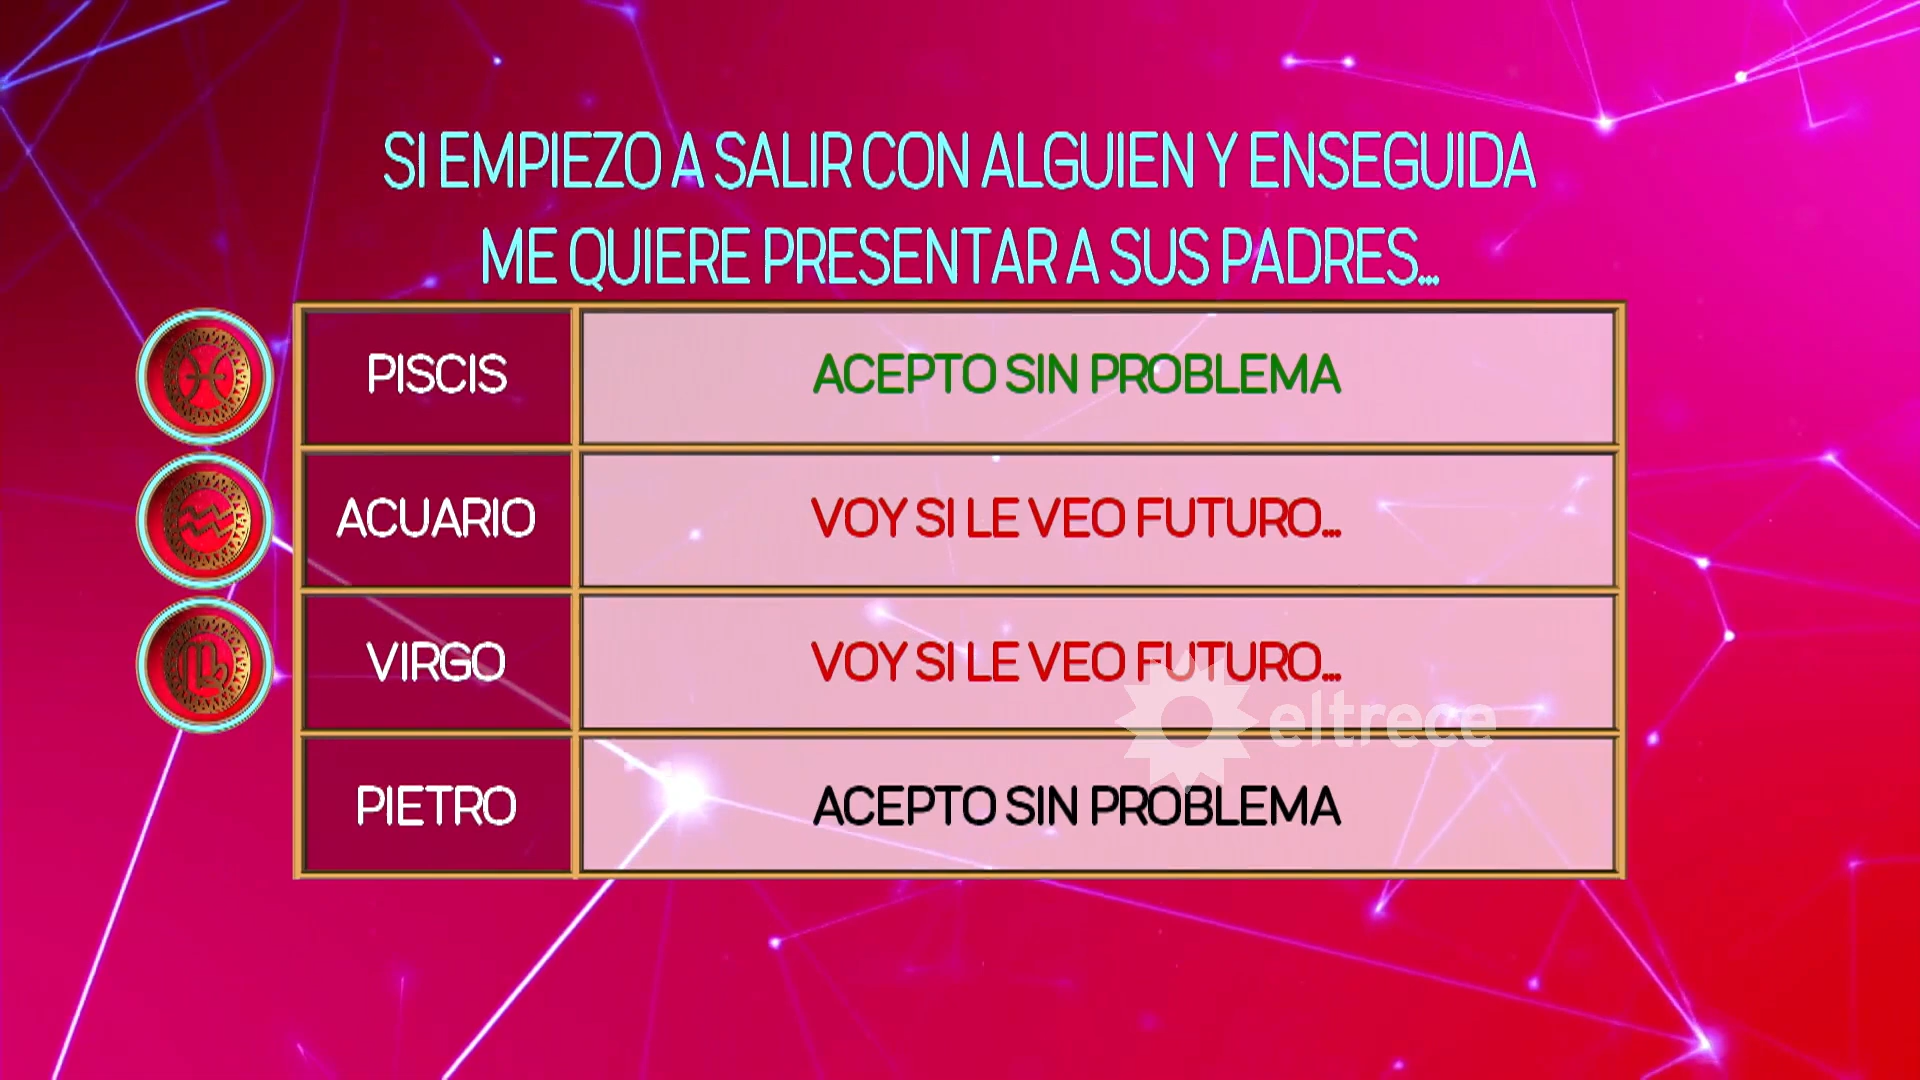 SI EMPIEZO A SALIR CON ALGUIEN Y ENSEGUIDA
ME QUIERE PRESENTAR A SUS PADRES...
PISCIS ACEPTO SIN PROBLEMA
ACUARIO VOY SI LE VEO FUTURO...
VIRGO VOY SI LE VEO FUTURO...
eltrece
PIETRO ACEPTO SIN PROBLEMA